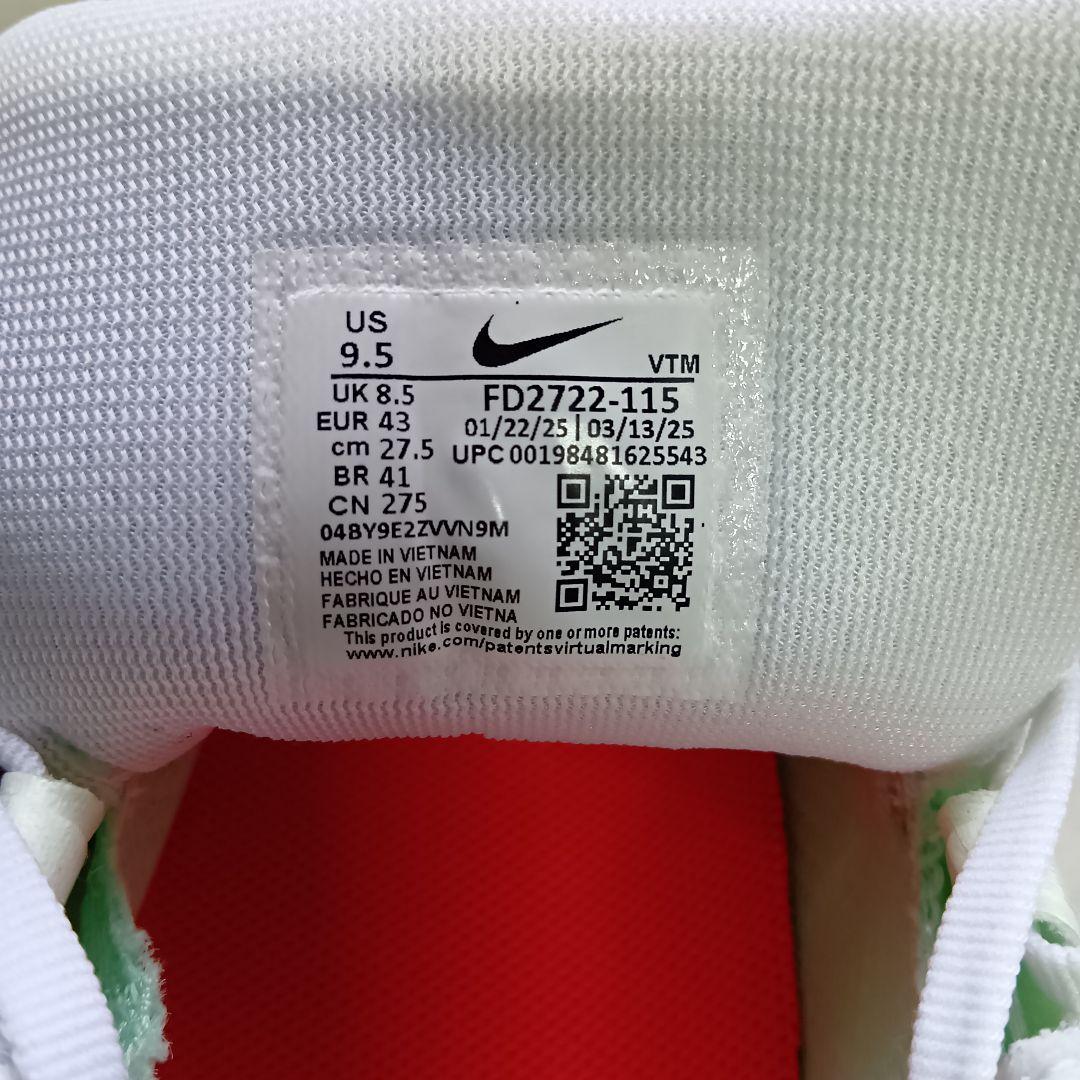 US
9.5
VTM
UK 8.5
FD2722-115
EUR 43
01/22/25 | 03/13/25
cm 27.5
UPC 00198481625543
BR 41
CN 275
04BY9E2ZVVN9M
MADE IN VIETNAM
HECHO EN VIETNAM
FABRIQUE AU VIETNAM
FABRICADO NO VIETNA
This product is covered by one or more patents:
www.nike.com/patentsvirtualmarking